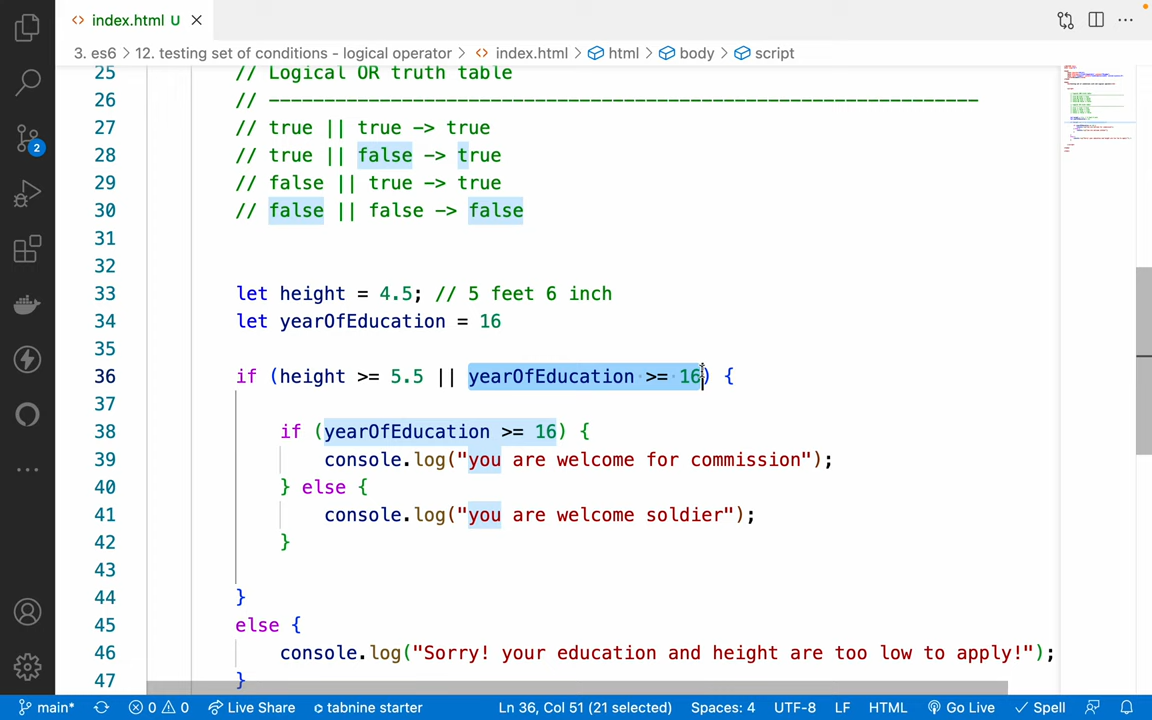 index.html U
3. es6 > 12. testing set of conditions - logical operator > index.html > html > body > script
25 // Logical OR truth table
26 // ----------------------------------------------------------------
27 // true || true -> true
28 // true || false -> true
29 // false || true -> true
30 // false || false -> false
31
32
33 let height = 4.5; // 5 feet 6 inch
34 let yearOfEducation = 16
35
36 if (height >= 5.5 || yearOfEducation >= 16) {
37
38 if (yearOfEducation >= 16) {
39 console.log("you are welcome for commission");
40 } else {
41 console.log("you are welcome soldier");
42 }
43
44 }
45 else {
46 console.log("Sorry! your education and height are too low to apply!");
47 }
2
main* 0 0 Live Share tabnine starter Ln 36, Col 51 (21 selected) Spaces: 4 UTF-8 LF HTML Go Live Spell